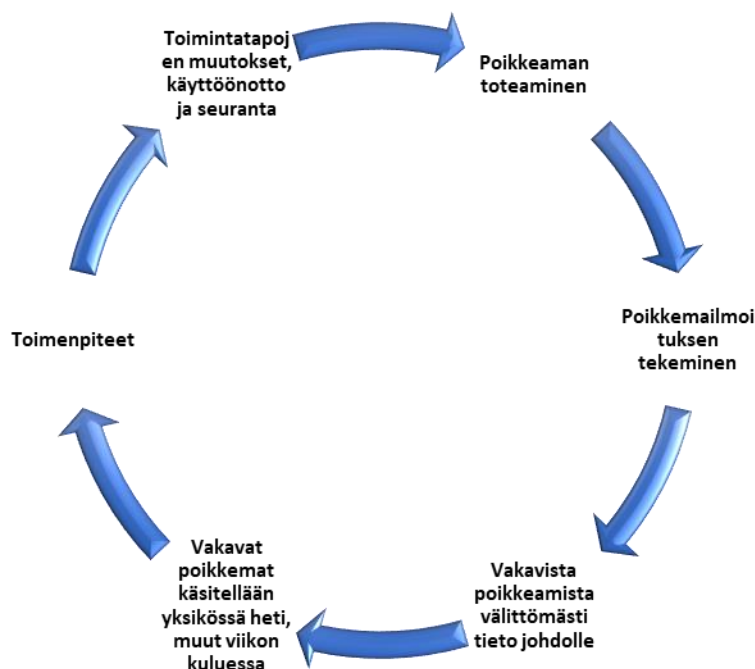 Toimintatapoj
en muutokset,
käyttöönotto
ja seuranta
Poikkeaman
toteaminen
Poikkemailmoi
tuksen
tekeminen
Vakavista
poikkeamista
välittömästi
tieto johdolle
Vakavat
poikkemat
käsitellään
yksikössä heti,
muut viikon
kuluessa
Toimenpiteet